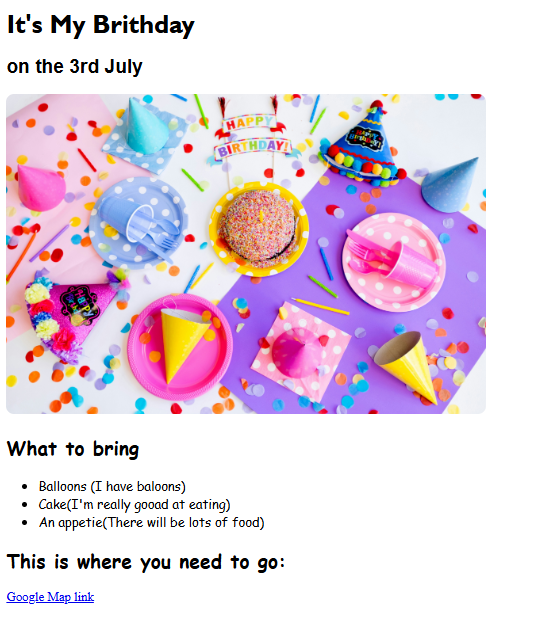 It's My Brithday
on the 3rd July
HAPPY
BIRTHDAY!
What to bring
Balloons (I have baloons)
Cake(I'm really gooad at eating)
An appetie(There will be lots of food)
This is where you need to go:
Google Map link